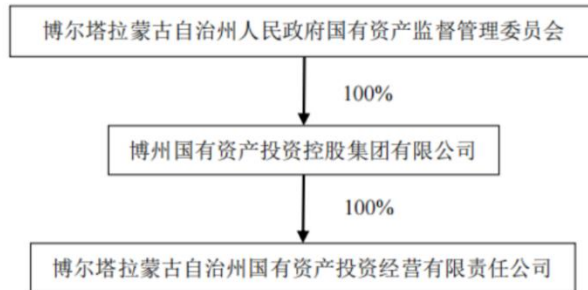 博尔塔拉蒙古自治州人民政府国有资产监督管理委员会
100%
博州国有资产投资控股集团有限公司
100%
博尔塔拉蒙古自治州国有资产投资经营有限责任公司